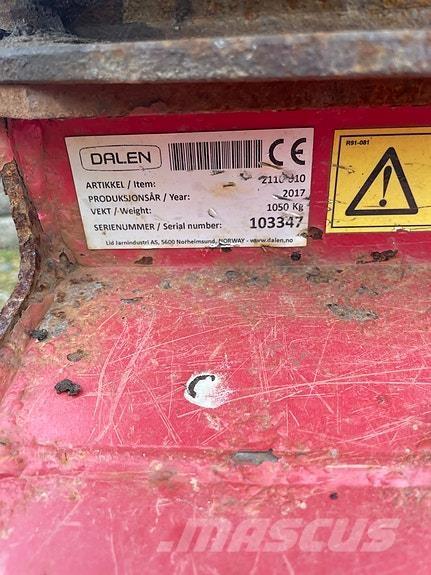 DALEN
CE
R91-081
ARTIKKEL / Item:
PRODUKSJONSÅR / Year: 2017
VEKT / Weight: 1050 Kg
SERIENUMMER / Serial number: 103347
Lid Jarnindustri AS, 5600 Norheimsund, NORWAY - www.dalen.no
MASCUS